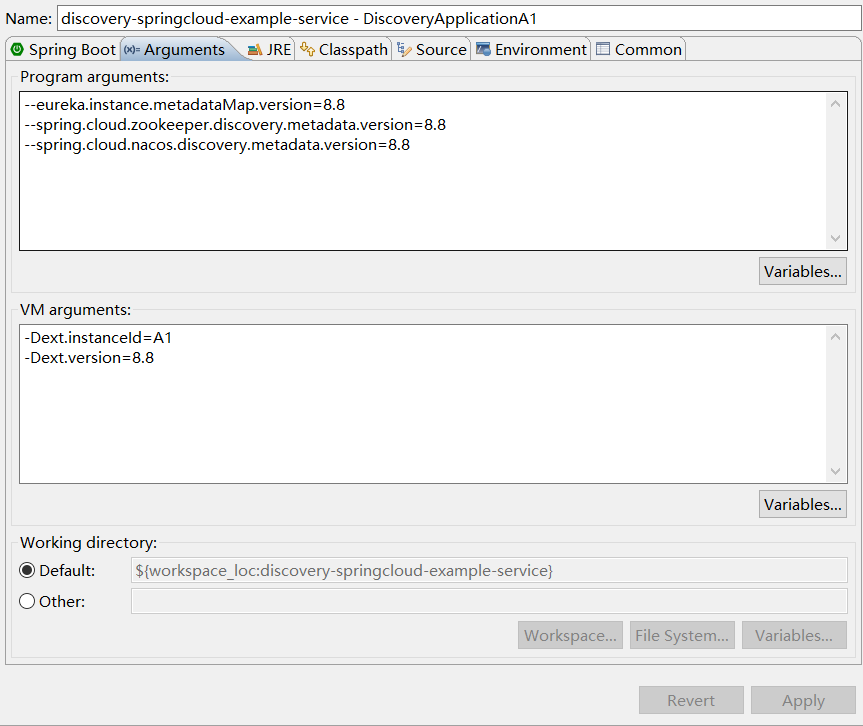 Name: discovery-springcloud-example-service - DiscoveryApplicationA1
Spring Boot (x)= Arguments JRE Classpath Source Environment Common
Program arguments:
--eureka.instance.metadataMap.version=8.8
--spring.cloud.zookeeper.discovery.metadata.version=8.8
--spring.cloud.nacos.discovery.metadata.version=8.8
Variables...
VM arguments:
-Dext.instanceId=A1
-Dext.version=8.8
Variables...
Working directory:
Default: ${workspace_loc:discovery-springcloud-example-service}
Other:
Workspace... File System... Variables...
Revert Apply